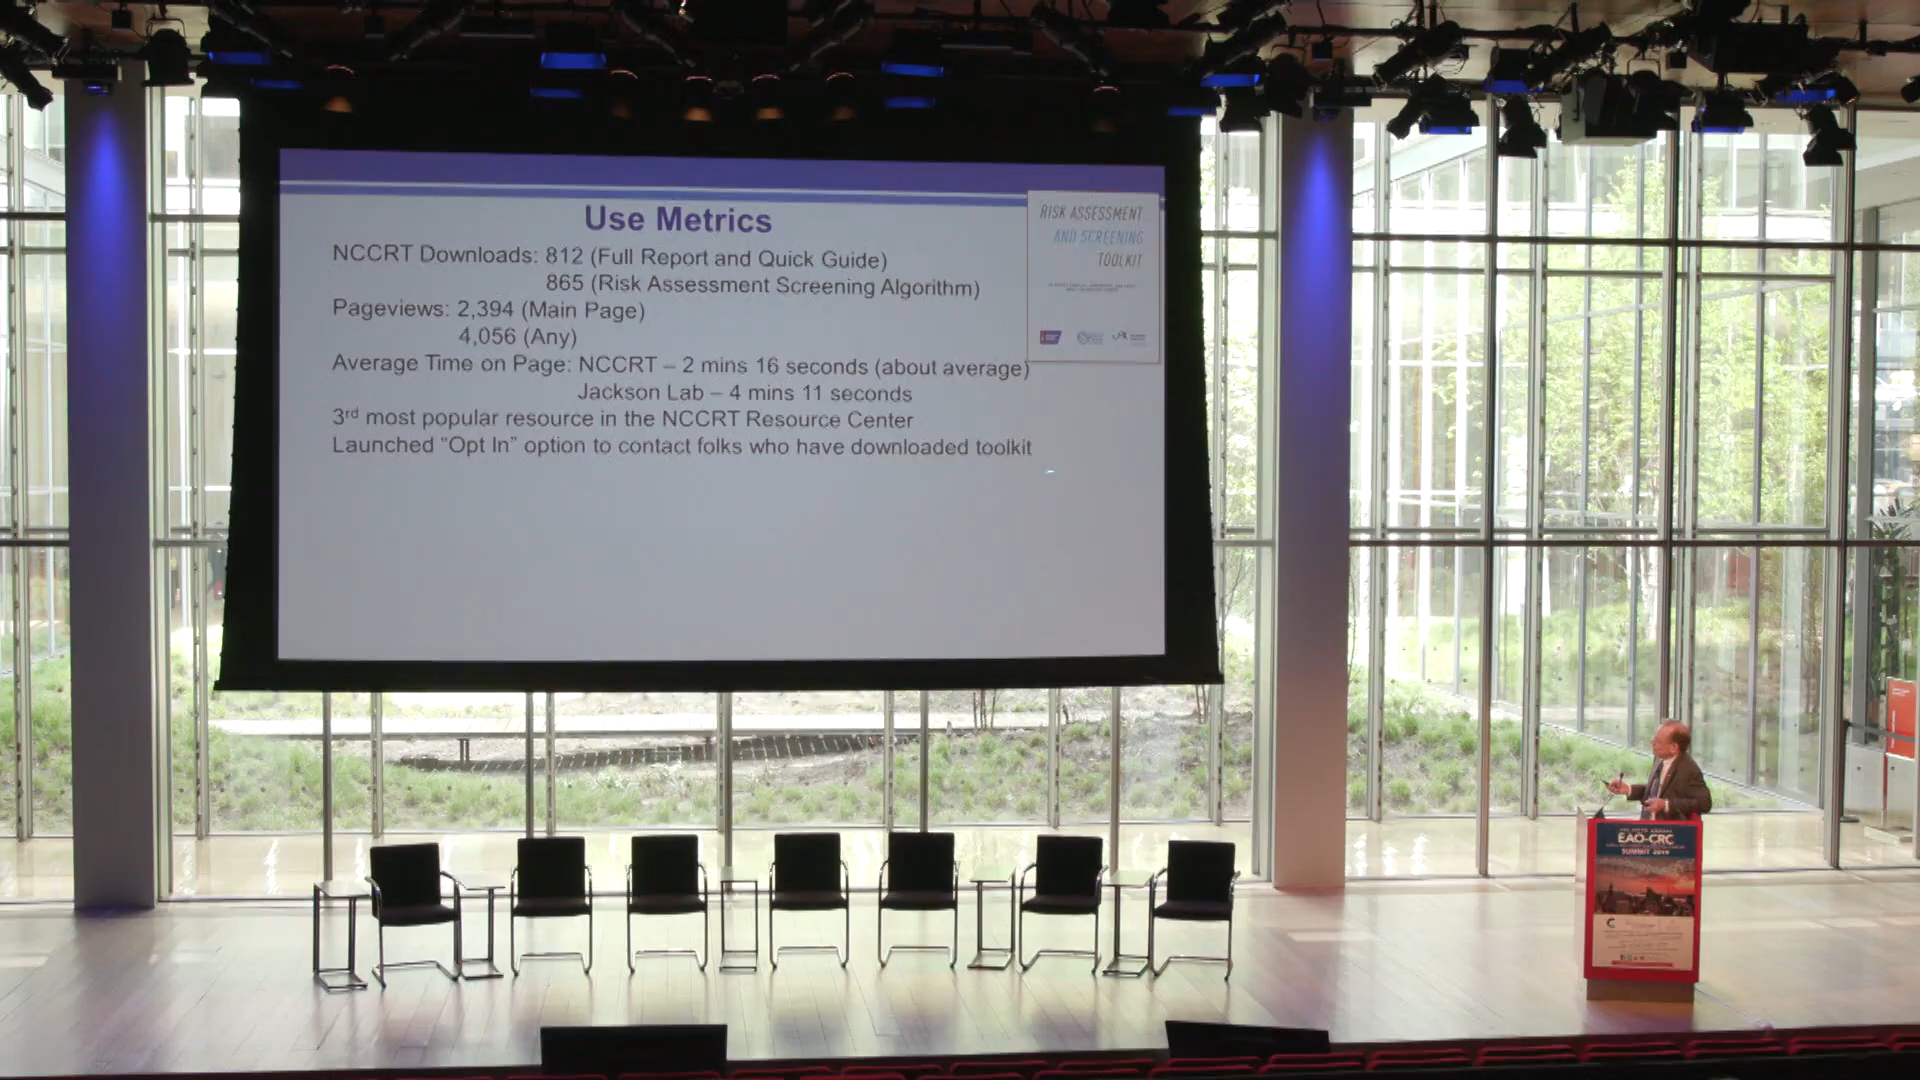 Use Metrics
NCCRT Downloads: 812 (Full Report and Quick Guide)
865 (Risk Assessment Screening Algorithm)
Pageviews: 2,394 (Main Page)
4,056 (Any)
Average Time on Page: NCCRT – 2 mins 16 seconds (about average)
Jackson Lab – 4 mins 11 seconds
3rd most popular resource in the NCCRT Resource Center
Launched “Opt In” option to contact folks who have downloaded toolkit
RISK ASSESSMENT
AND SCREENING
TOOLKIT
EAO-CRC
SUMMIT 2019